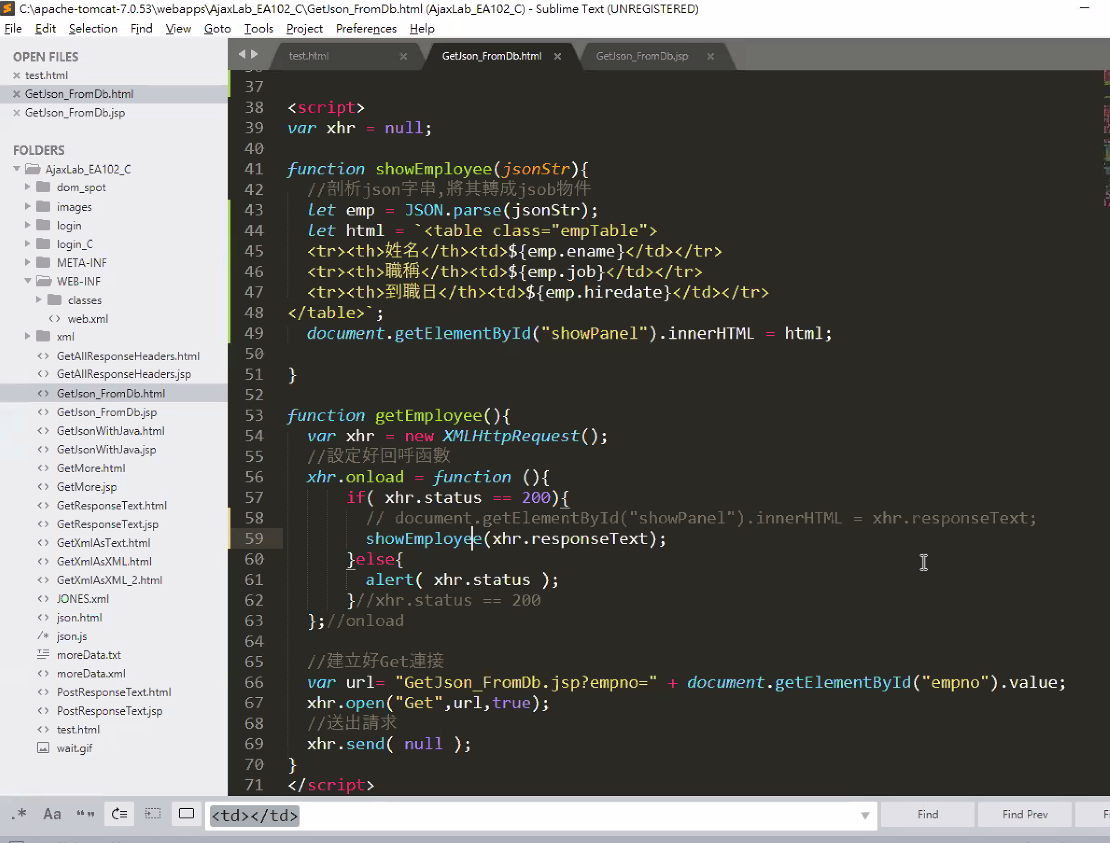 C:\apache-tomcat-7.0.53\webapps\AjaxLab_EA102_C\GetJson_FromDb.html (AjaxLab_EA102_C) - Sublime Text (UNREGISTERED)
File Edit Selection Find View Goto Tools Project Preferences Help
OPEN FILES
test.html
GetJson_FromDb.html
GetJson_FromDb.jsp
FOLDERS
AjaxLab_EA102_C
dom_spot
images
login
login_C
META-INF
WEB-INF
classes
web.xml
xml
GetAllResponseHeaders.html
GetAllResponseHeaders.jsp
GetJson_FromDb.html
GetJson_FromDb.jsp
GetJsonWithJava.html
GetJsonWithJava.jsp
GetMore.html
GetMore.jsp
GetResponseText.html
GetResponseText.jsp
GetXmlAsText.html
GetXmlAsXML.html
GetXmlAsXML_2.html
JONES.xml
json.html
json.js
moreData.txt
moreData.xml
PostResponseText.html
PostResponseText.jsp
test.html
wait.gif
test.html GetJson_FromDb.html GetJson_FromDb.jsp
37
38 <script>
39 var xhr = null;
40
41 function showEmployee(jsonStr){
42 //剖析json字串,將其轉成jsob物件
43 let emp = JSON.parse(jsonStr);
44 let html = `<table class="empTable">
45 <tr><th>姓名</th><td>${emp.ename}</td></tr>
46 <tr><th>職稱</th><td>${emp.job}</td></tr>
47 <tr><th>到職日</th><td>${emp.hiredate}</td></tr>
48 </table>`;
49 document.getElementById("showPanel").innerHTML = html;
50
51 }
52
53 function getEmployee(){
54 var xhr = new XMLHttpRequest();
55 //設定好回呼函數
56 xhr.onload = function (){
57 if( xhr.status == 200){
58 // document.getElementById("showPanel").innerHTML = xhr.responseText;
59 showEmployee(xhr.responseText);
60 }else{
61 alert( xhr.status );
62 }//xhr.status == 200
63 };//onload
64
65 //建立好Get連接
66 var url= "GetJson_FromDb.jsp?empno=" + document.getElementById("empno").value;
67 xhr.open("Get",url,true);
68 //送出請求
69 xhr.send( null );
70 }
71 </script>
.* Aa “” <td></td> Find Find Prev